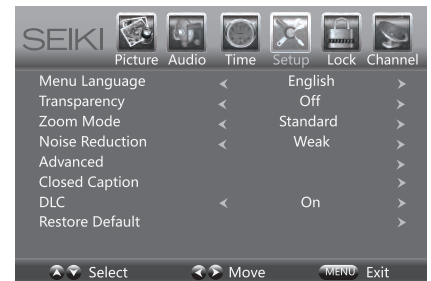 SEIKI
Picture Audio Time Setup Lock Channel
Menu Language English
Transparency Off
Zoom Mode Standard
Noise Reduction Weak
Advanced
Closed Caption
DLC On
Restore Default
Select Move MENU Exit